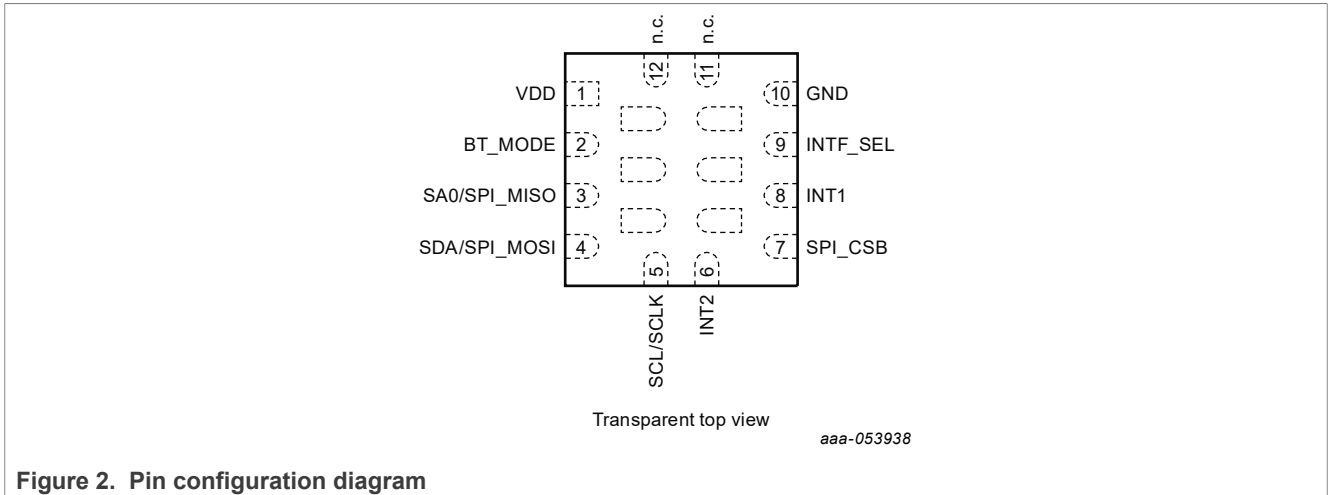 n.c. n.c.
12 11
VDD 1 10 GND
BT_MODE 2 9 INTF_SEL
SA0/SPI_MISO 3 8 INT1
SDA/SPI_MOSI 4 7 SPI_CSB
5 6
SCL/SCLK INT2
Transparent top view
aaa-053938
Figure 2. Pin configuration diagram